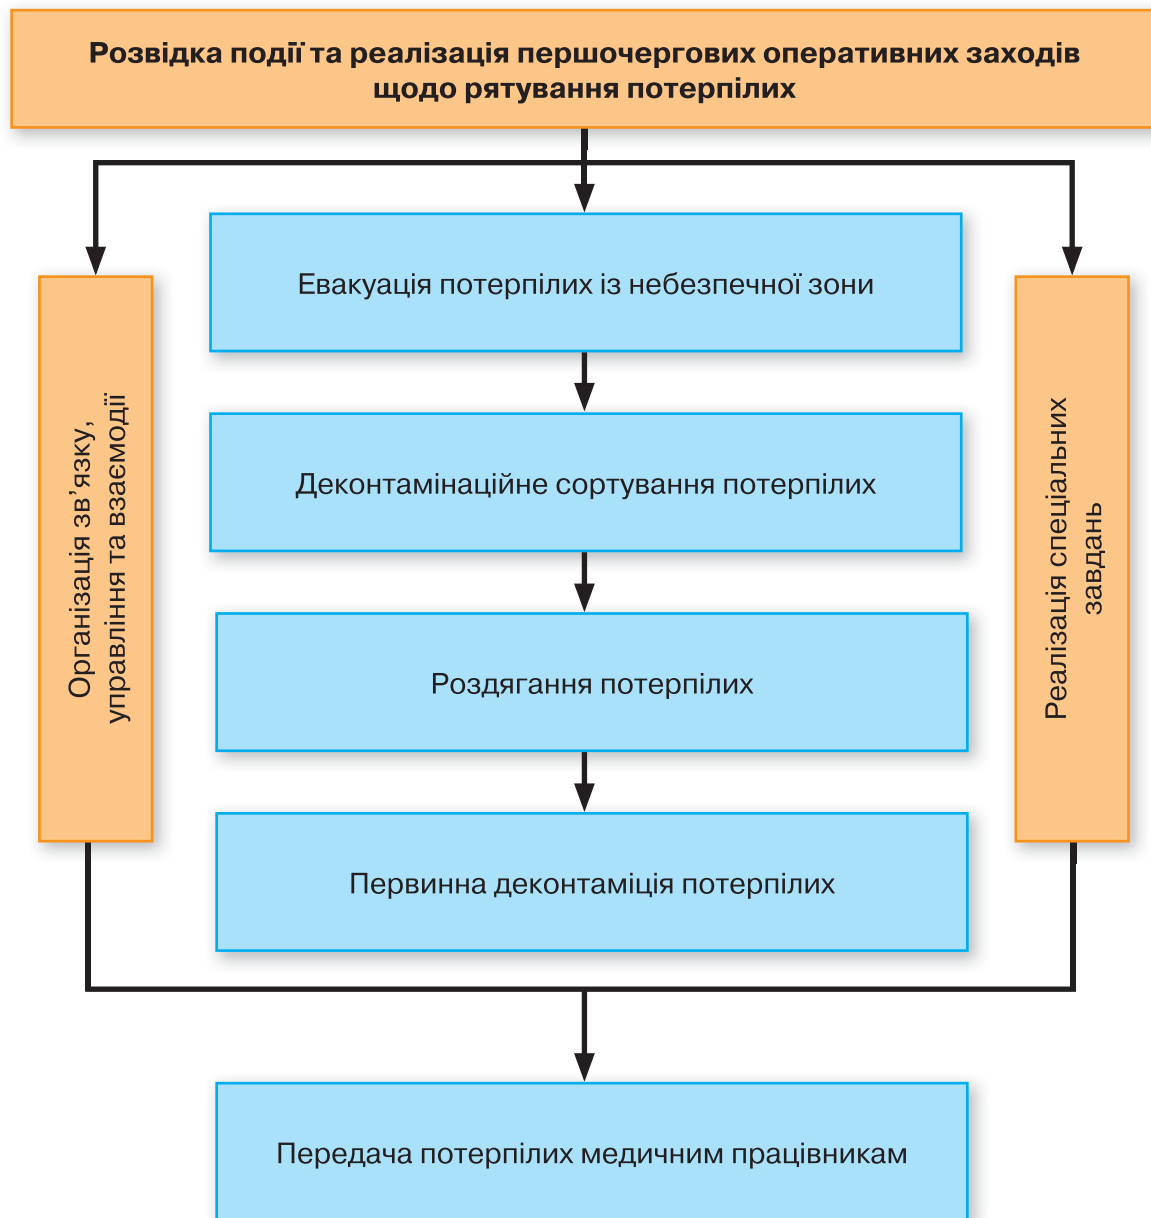 Розвідка події та реалізація першочергових оперативних заходів
щодо рятування потерпілих
Евакуація потерпілих із небезпечної зони
Деконтамінаційне сортування потерпілих
Організація зв’язку,
управління та взаємодії
Реалізація спеціальних
завдань
Роздягання потерпілих
Первинна деконтаміція потерпілих
Передача потерпілих медичним працівникам